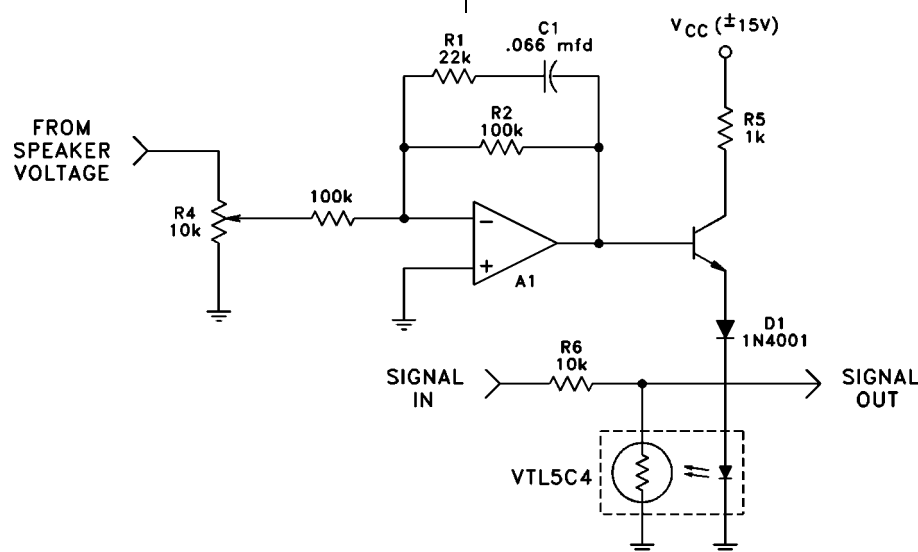 VCC (±15V)
C1
.066 mfd
R1
22k
R2
100k
R5
1k
FROM
SPEAKER
VOLTAGE
R4
10k
100k
−
+
A1
D1
1N4001
SIGNAL
IN
R6
10k
SIGNAL
OUT
VTL5C4